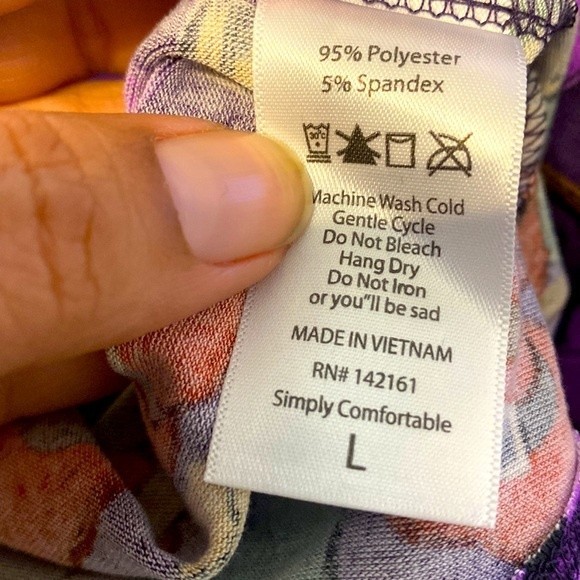 95% Polyester
5% Spandex
30°C
Machine Wash Cold
Gentle Cycle
Do Not Bleach
Hang Dry
Do Not Iron
or you"ll be sad
MADE IN VIETNAM
RN# 142161
Simply Comfortable
L